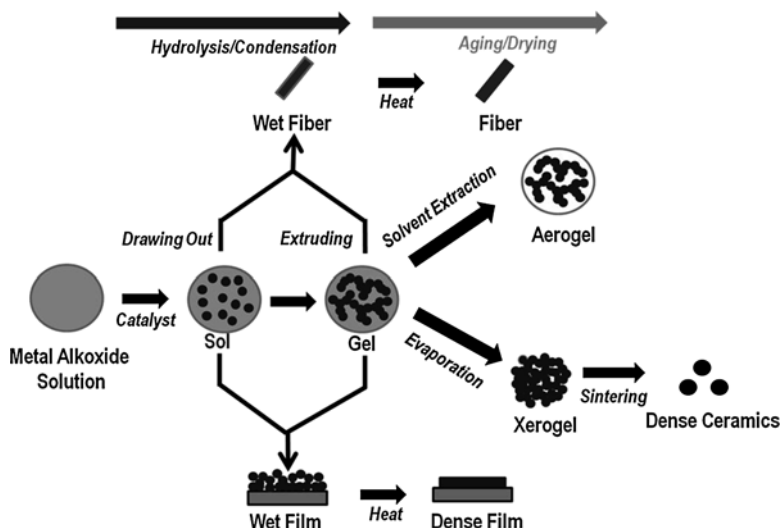 Hydrolysis/Condensation
Aging/Drying
Heat
Wet Fiber
Fiber
Solvent Extraction
Aerogel
Drawing Out
Extruding
Catalyst
Sol
Gel
Metal Alkoxide
Solution
Evaporation
Xerogel
Sintering
Dense Ceramics
Wet Film
Heat
Dense Film